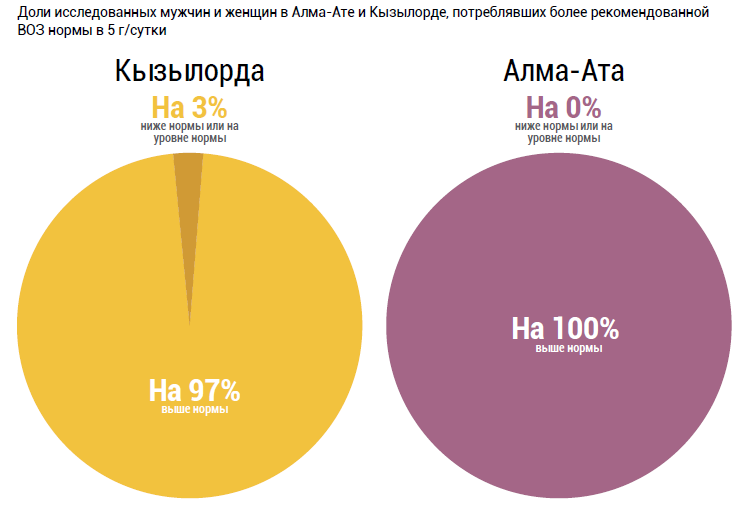 Доли исследованных мужчин и женщин в Алма-Ате и Кызылорде, потреблявших более рекомендованной
ВОЗ нормы в 5 г/сутки
Кызылорда
На 3%
ниже нормы или на
уровне нормы
На 97%
выше нормы
Алма-Ата
На 0%
ниже нормы или на
уровне нормы
На 100%
выше нормы